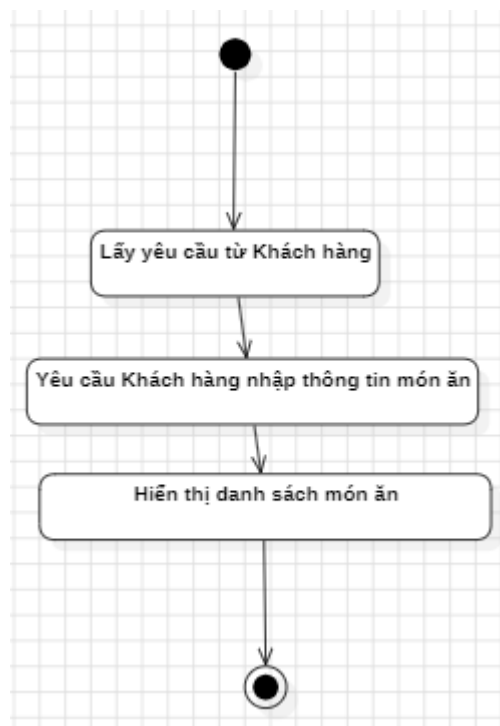 Lấy yêu cầu từ Khách hàng
Yêu cầu Khách hàng nhập thông tin món ăn
Hiển thị danh sách món ăn